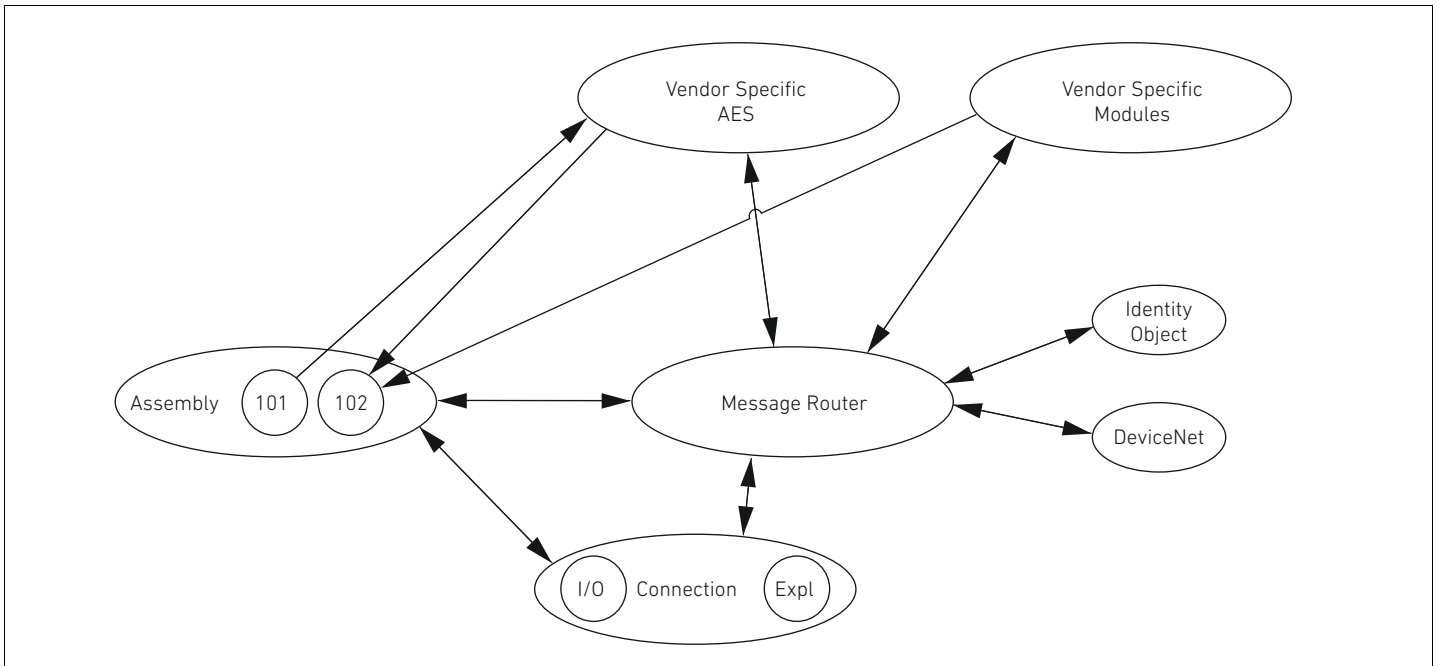 Vendor Specific
AES
Vendor Specific
Modules
Identity
Object
Assembly
101
102
Message Router
DeviceNet
I/O
Connection
Expl